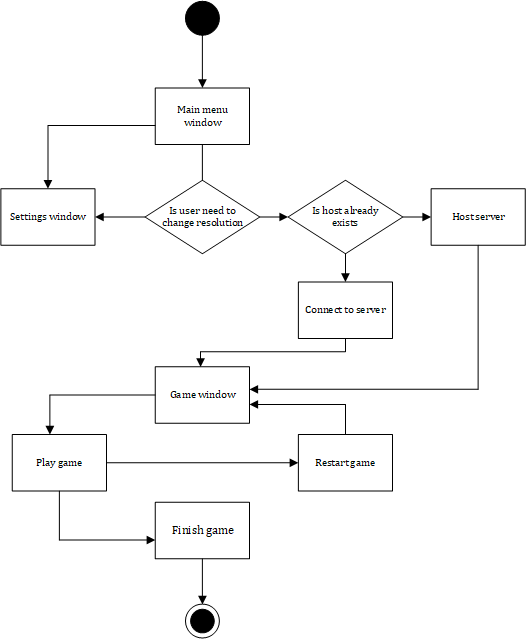 Main menu
window
Settings window
Is user need to
change resolution
Is host already
exists
Host server
Connect to server
Game window
Play game
Restart game
Finish game